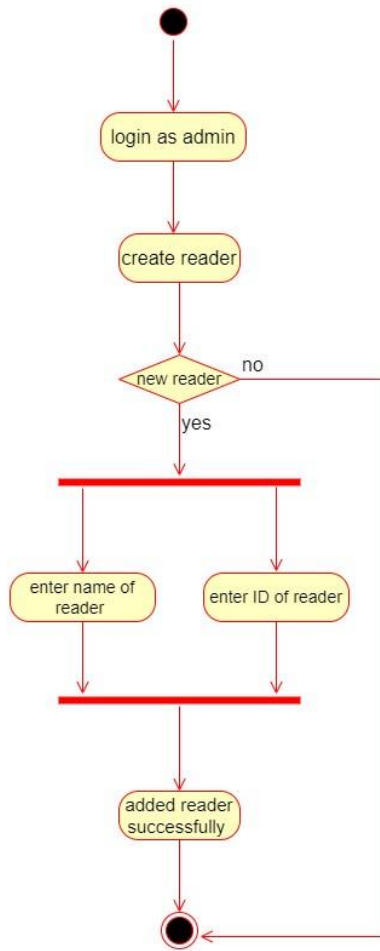 login as admin
create reader
new reader
no
yes
enter name of
reader
enter ID of reader
added reader
successfully